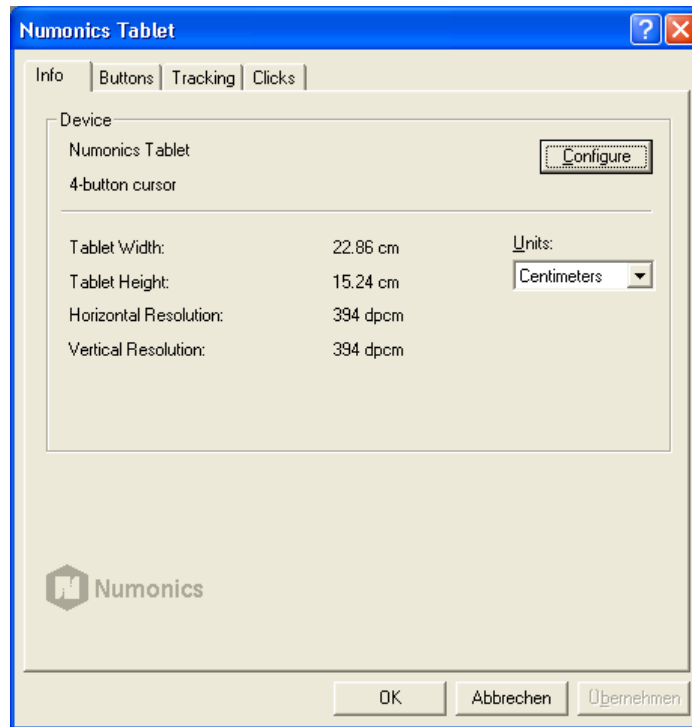 Numonics Tablet
Info Buttons Tracking Clicks
Device
Numonics Tablet
Configure
4-button cursor
Tablet Width: 22.86 cm
Units:
Tablet Height: 15.24 cm
Centimeters
Horizontal Resolution: 394 dpcm
Vertical Resolution: 394 dpcm
Numonics
OK Abbrechen Übernehmen